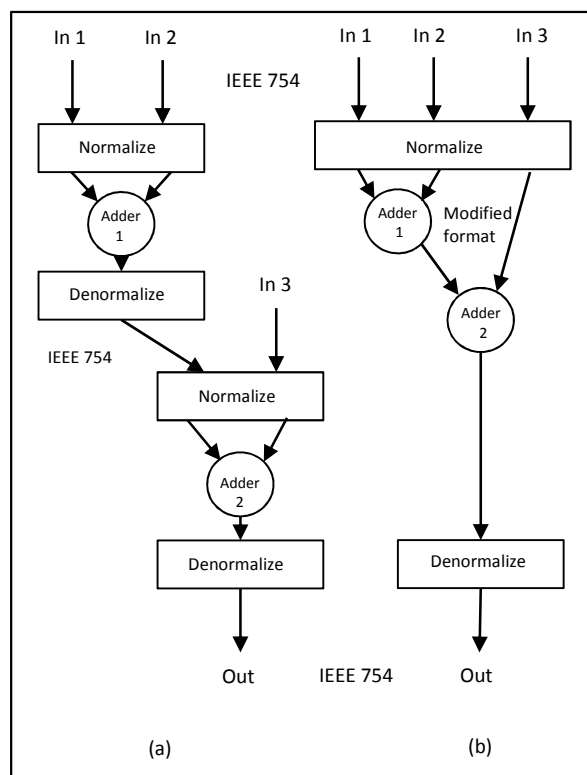 In 1
In 2
IEEE 754
Normalize
Adder
1
Denormalize
IEEE 754
In 3
Normalize
Adder
2
Denormalize
Out
(a)
In 1
In 2
In 3
Normalize
Adder
1
Modified
format
Adder
2
Denormalize
IEEE 754
Out
(b)